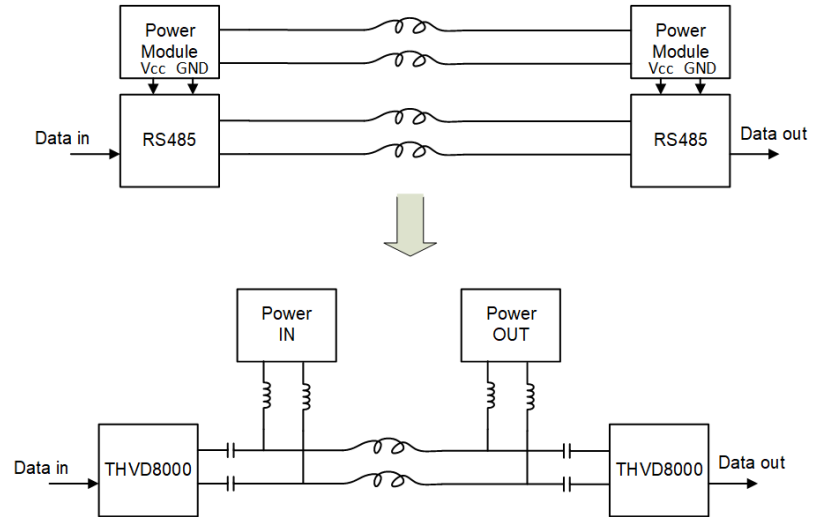 Power
Module
Vcc GND
Power
Module
Vcc GND
Data in
RS485
RS485
Data out
Power
IN
Power
OUT
Data in
THVD8000
THVD8000
Data out